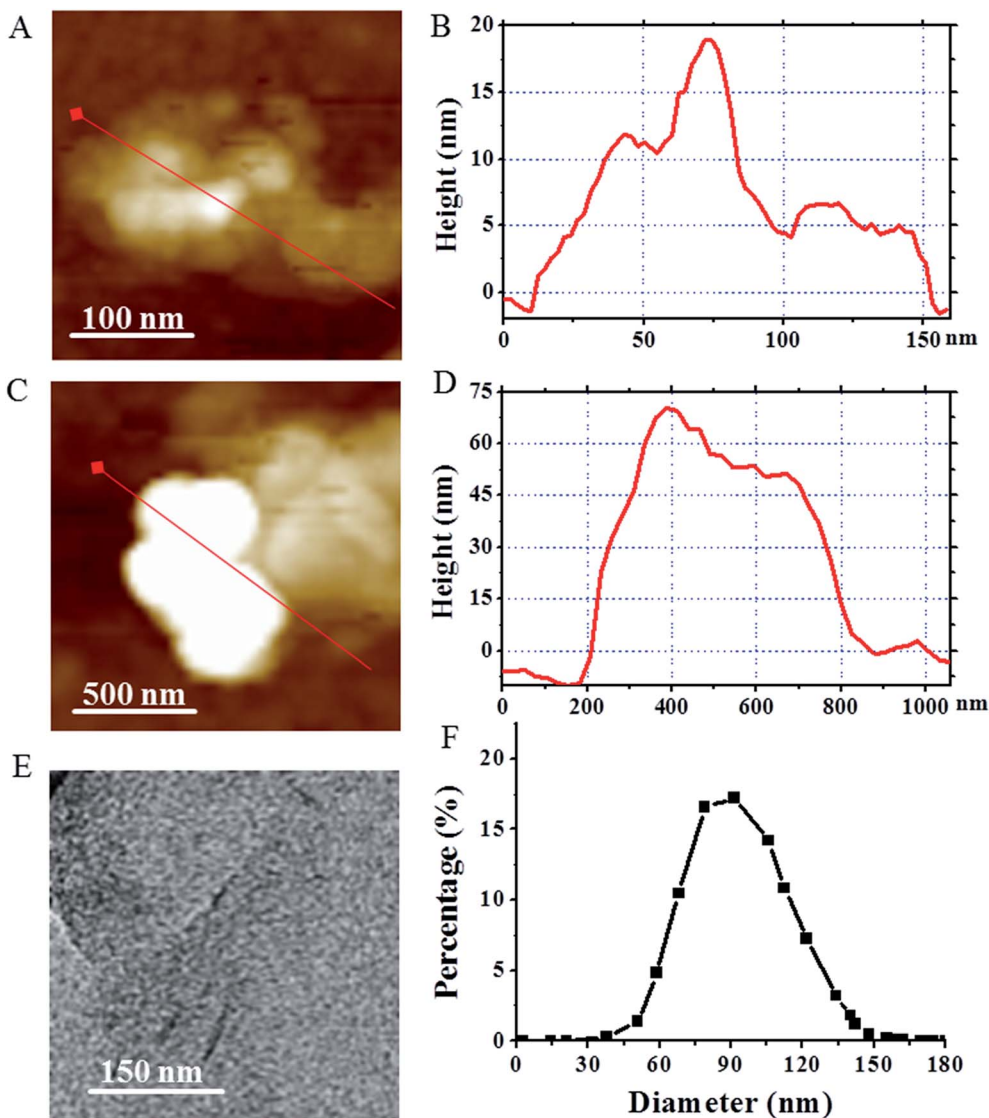 A
100 nm
B
Height (nm)
20
15
10
5
0
0 50 100 150 nm
C
500 nm
D
Height (nm)
75
60
45
30
15
0
0 200 400 600 800 1000 nm
E
150 nm
F
Percentage (%)
20
15
10
5
0
0 30 60 90 120 150 180
Diameter (nm)